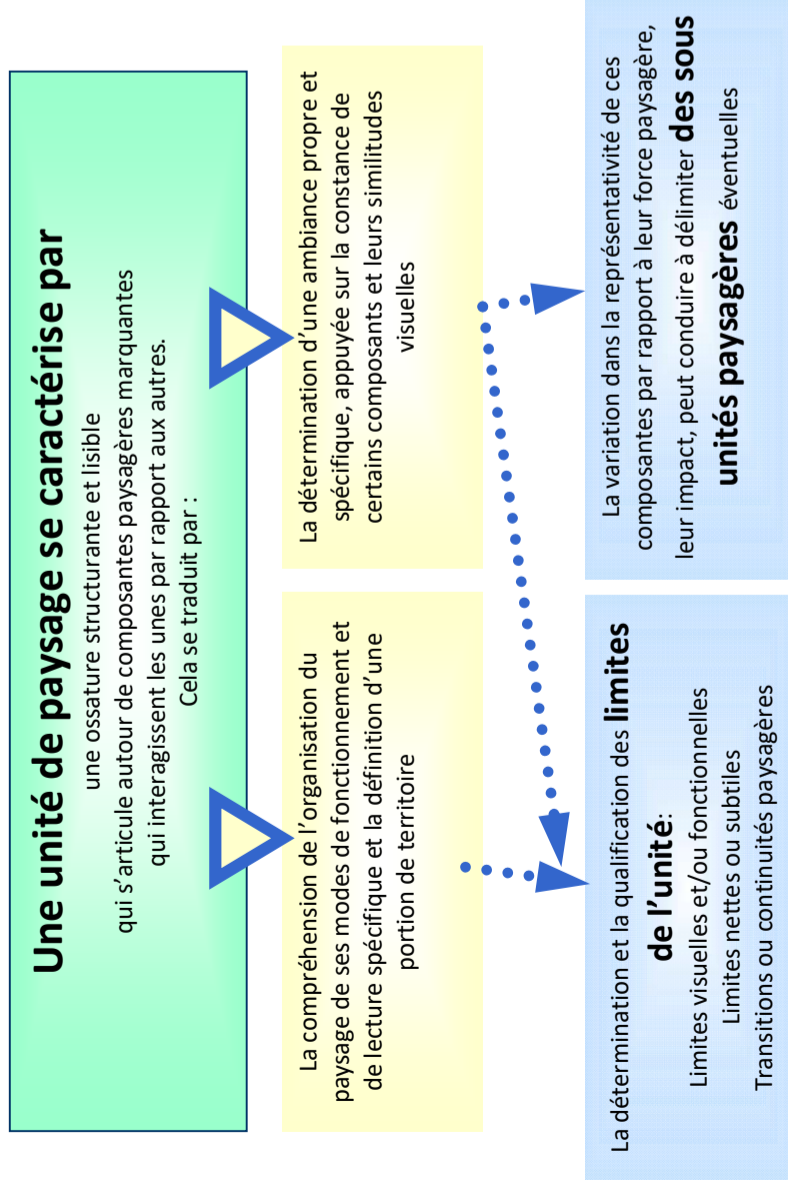 Une unité de paysage se caractérise par
une ossature structurante et lisible
qui s’articule autour de composantes paysagères marquantes
qui interagissent les unes par rapport aux autres.
Cela se traduit par :
La compréhension de l’organisation du
paysage de ses modes de fonctionnement et
de lecture spécifique et la définition d’une
portion de territoire
La détermination d’une ambiance propre et
spécifique, appuyée sur la constance de
certains composants et leurs similitudes
visuelles
La détermination et la qualification des limites
de l’unité:
Limites visuelles et/ou fonctionnelles
Limites nettes ou subtiles
Transitions ou continuités paysagères
La variation dans la représentativité de ces
composantes par rapport à leur force paysagère,
leur impact, peut conduire à délimiter des sous
unités paysagères éventuelles